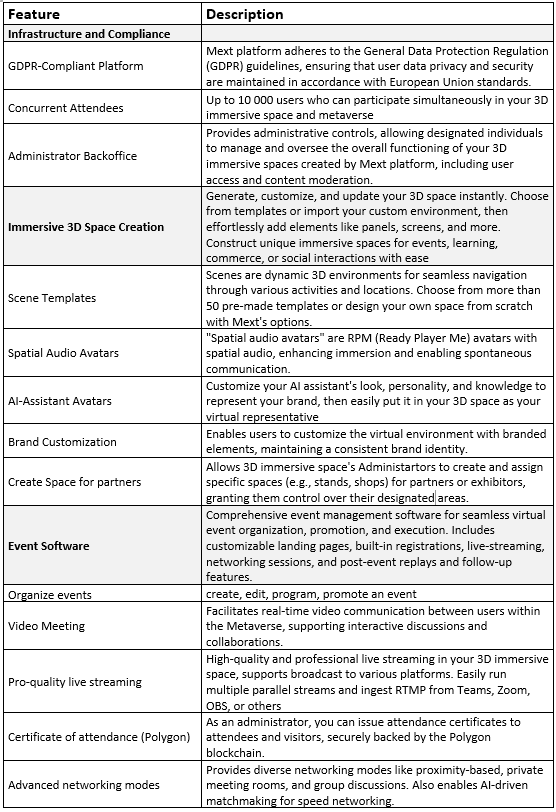 Feature Description
Infrastructure and Compliance
GDPR-Compliant Platform
Mext platform adheres to the General Data Protection Regulation
(GDPR) guidelines, ensuring that user data privacy and security
are maintained in accordance with European Union standards.
Concurrent Attendees
Up to 10 000 users who can participate simultaneously in your 3D
immersive space and metaverse
Administrator Backoffice
Provides administrative controls, allowing designated individuals
to manage and oversee the overall functioning of your 3D
immersive spaces created by Mext platform, including user
access and content moderation.
Immersive 3D Space Creation
Generate, customize, and update your 3D space instantly. Choose
from templates or import your custom environment, then
effortlessly add elements like panels, screens, and more.
Construct unique immersive spaces for events, learning,
commerce, or social interactions with ease
Scene Templates
Scenes are dynamic 3D environments for seamless navigation
through various activities and locations. Choose from more than
50 pre-made templates or design your own space from scratch
with Mext's options.
Spatial Audio Avatars
"Spatial audio avatars" are RPM (Ready Player Me) avatars with
spatial audio, enhancing immersion and enabling spontaneous
communication.
AI-Assistant Avatars
Customize your AI assistant's look, personality, and knowledge to
represent your brand, then easily put it in your 3D space as your
virtual representative
Brand Customization
Enables users to customize the virtual environment with branded
elements, maintaining a consistent brand identity.
Create Space for partners
Allows 3D immersive space's Administartors to create and assign
specific spaces (e.g., stands, shops) for partners or exhibitors,
granting them control over their designated areas.
Event Software
Comprehensive event management software for seamless virtual
event organization, promotion, and execution. Includes
customizable landing pages, built-in registrations, live-streaming,
networking sessions, and post-event replays and follow-up
features.
Organize events
create, edit, program, promote an event
Video Meeting
Facilitates real-time video communication between users within
the Metaverse, supporting interactive discussions and
collaborations.
Pro-quality live streaming
High-quality and professional live streaming in your 3D immersive
space, supports broadcast to various platforms. Easily run
multiple parallel streams and ingest RTMP from Teams, Zoom,
OBS, or others
Certificate of attendance (Polygon)
As an administrator, you can issue attendance certificates to
attendees and visitors, securely backed by the Polygon
blockchain.
Advanced networking modes
Provides diverse networking modes like proximity-based, private
meeting rooms, and group discussions. Also enables AI-driven
matchmaking for speed networking.